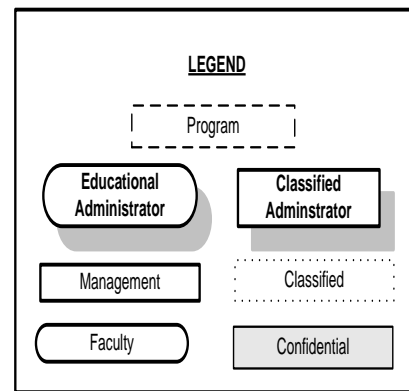 LEGEND
Program
Educational
Administrator
Classified
Adminstrator
Management
Classified
Faculty
Confidential